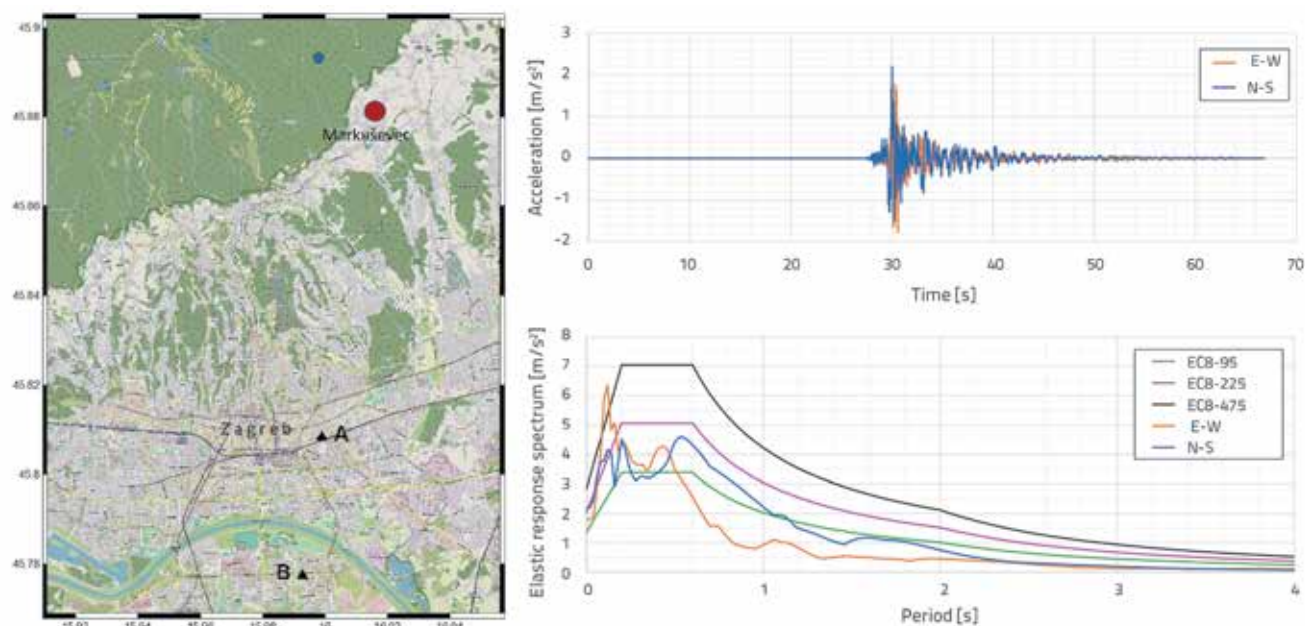 45.9
45.88
Markuševec
45.86
45.84
45.82
Zagreb
A
45.8
45.78
B
Acceleration [m/s²]
3
2
1
0
-1
-2
E-W
N-S
0 10 20 30 40 50 60 70
Time [s]
Elastic response spectrum [m/s²]
8
7
6
5
4
3
2
1
0
EC8-95
EC8-225
EC8-475
E-W
N-S
0 1 2 3 4
Period [s]